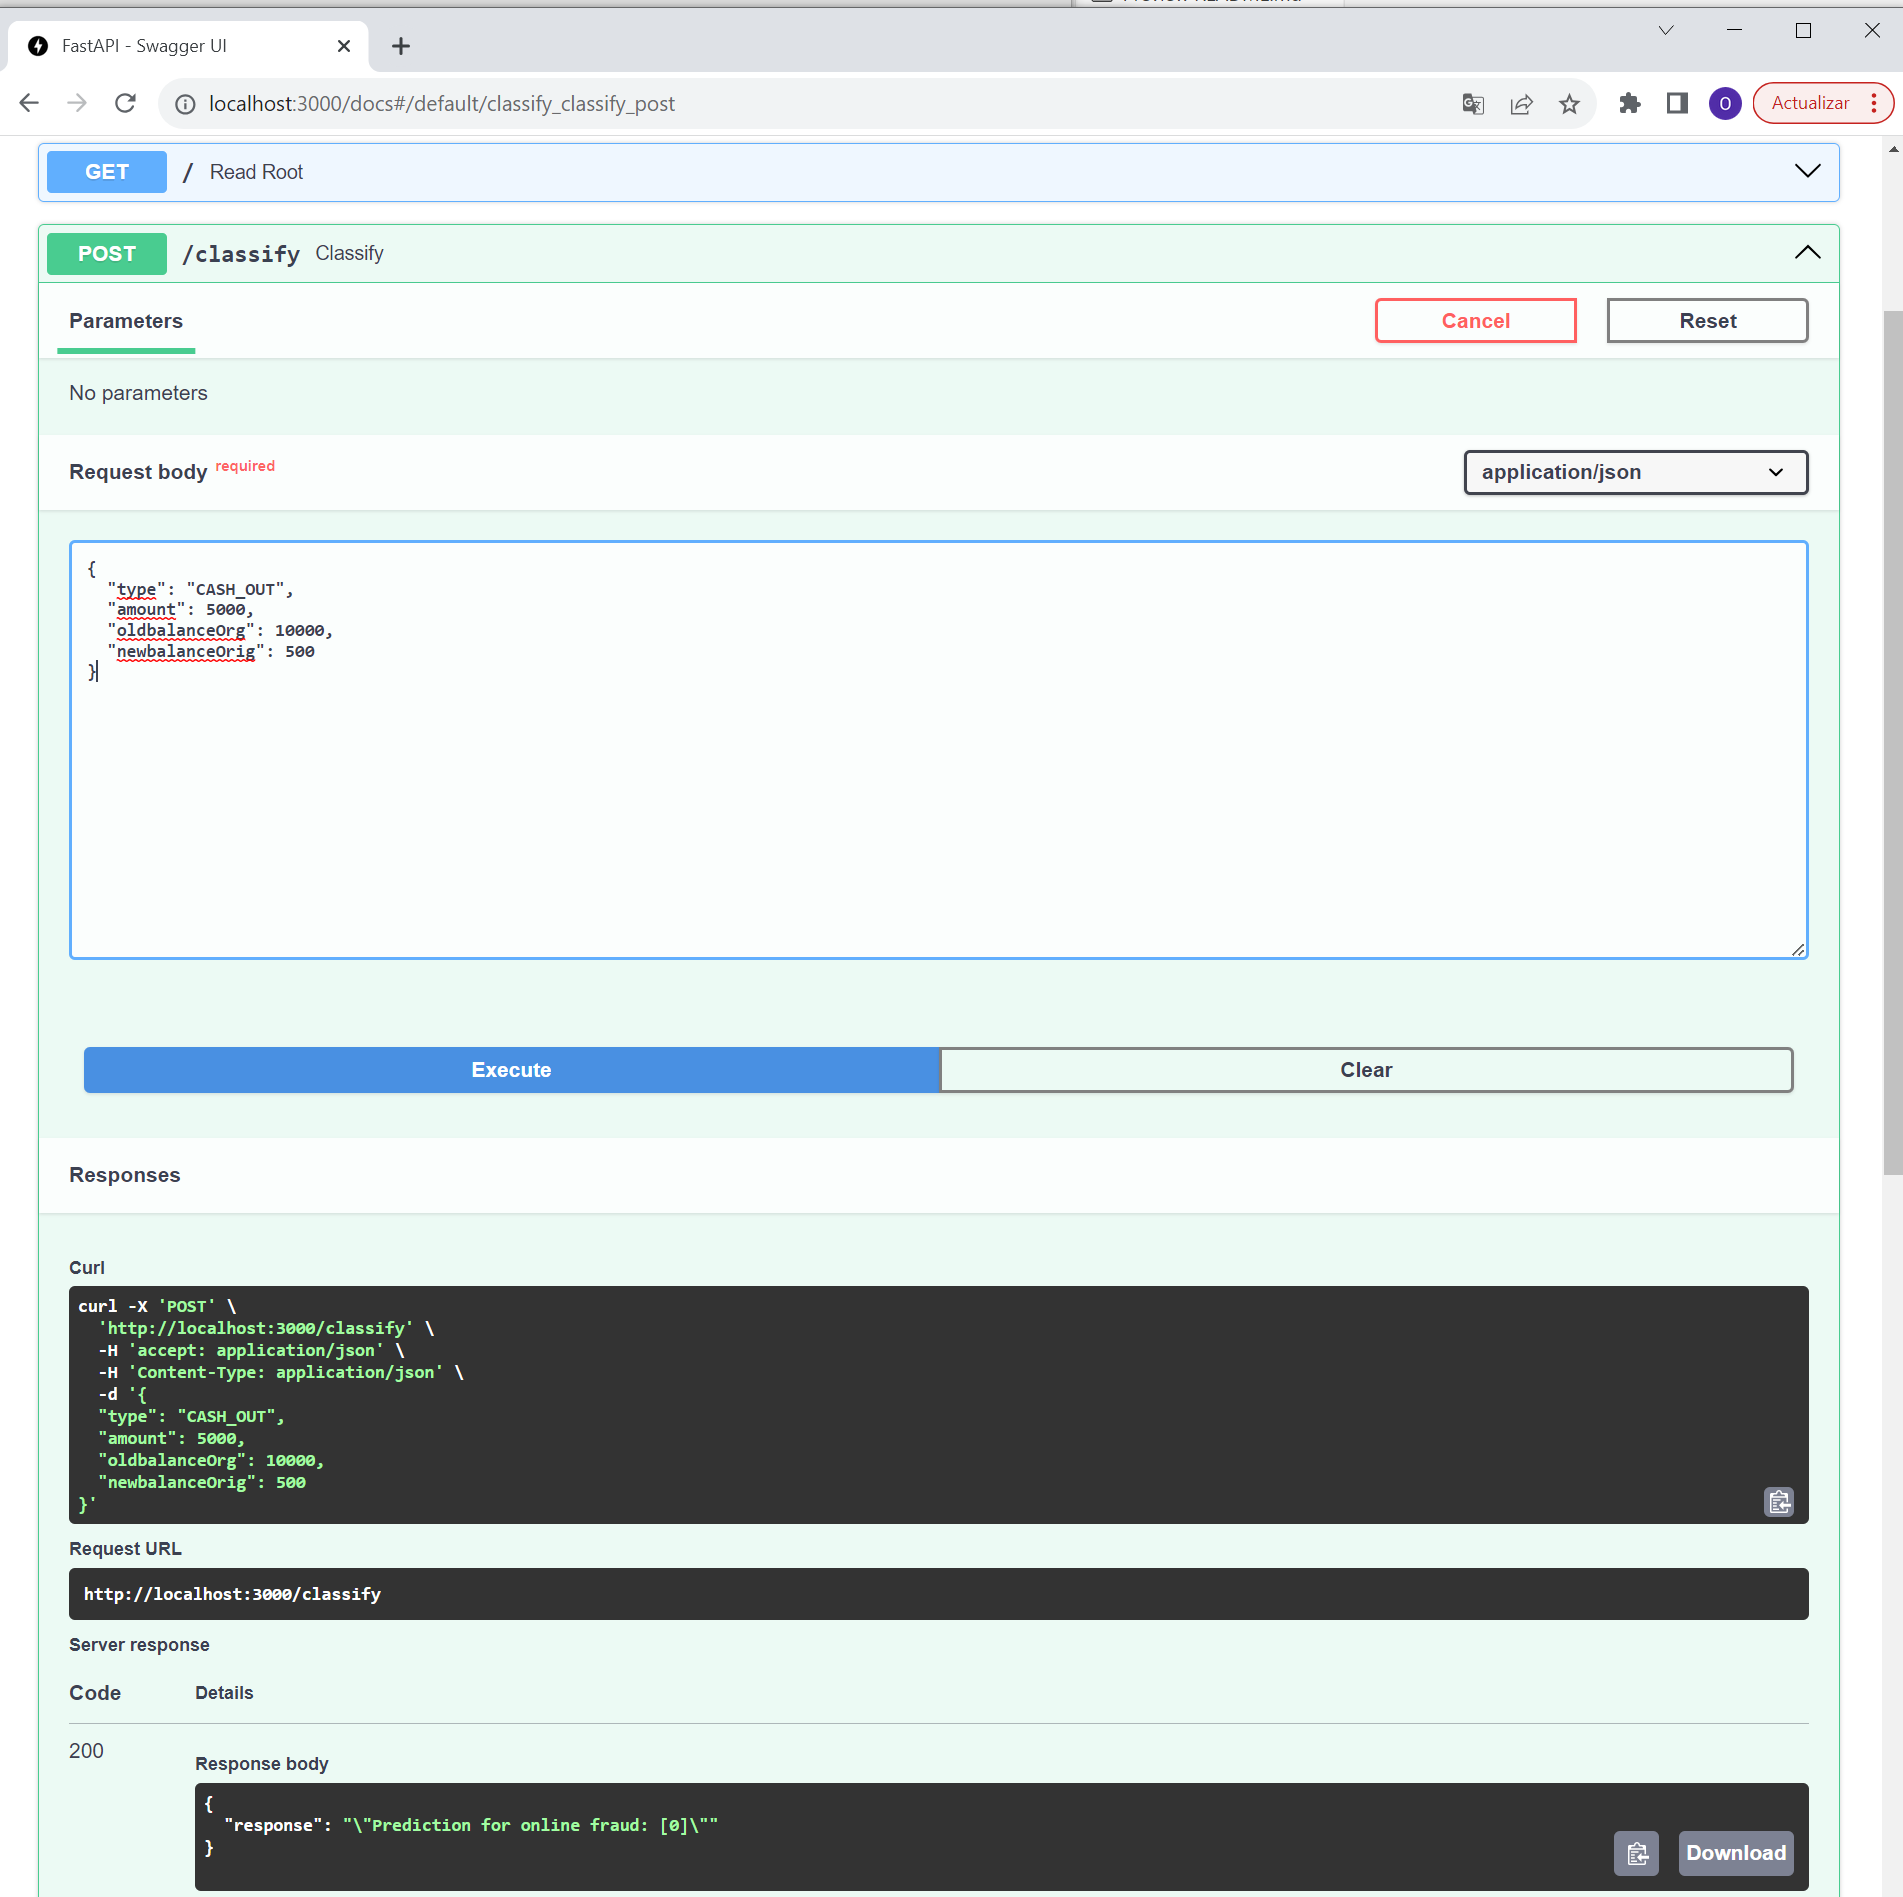 FastAPI - Swagger UI
localhost:3000/docs#/default/classify_classify_post
O
Actualizar
GET / Read Root
POST /classify Classify
Parameters
Cancel
Reset
No parameters
Request body required
application/json
{
"type": "CASH_OUT",
"amount": 5000,
"oldbalanceOrg": 10000,
"newbalanceOrig": 500
}
Execute
Clear
Responses
Curl
curl -X 'POST' \
'http://localhost:3000/classify' \
-H 'accept: application/json' \
-H 'Content-Type: application/json' \
-d '{
"type": "CASH_OUT",
"amount": 5000,
"oldbalanceOrg": 10000,
"newbalanceOrig": 500
}'
Request URL
http://localhost:3000/classify
Server response
Code Details
200
Response body
{
"response": "\"Prediction for online fraud: [0]\""
}
Download